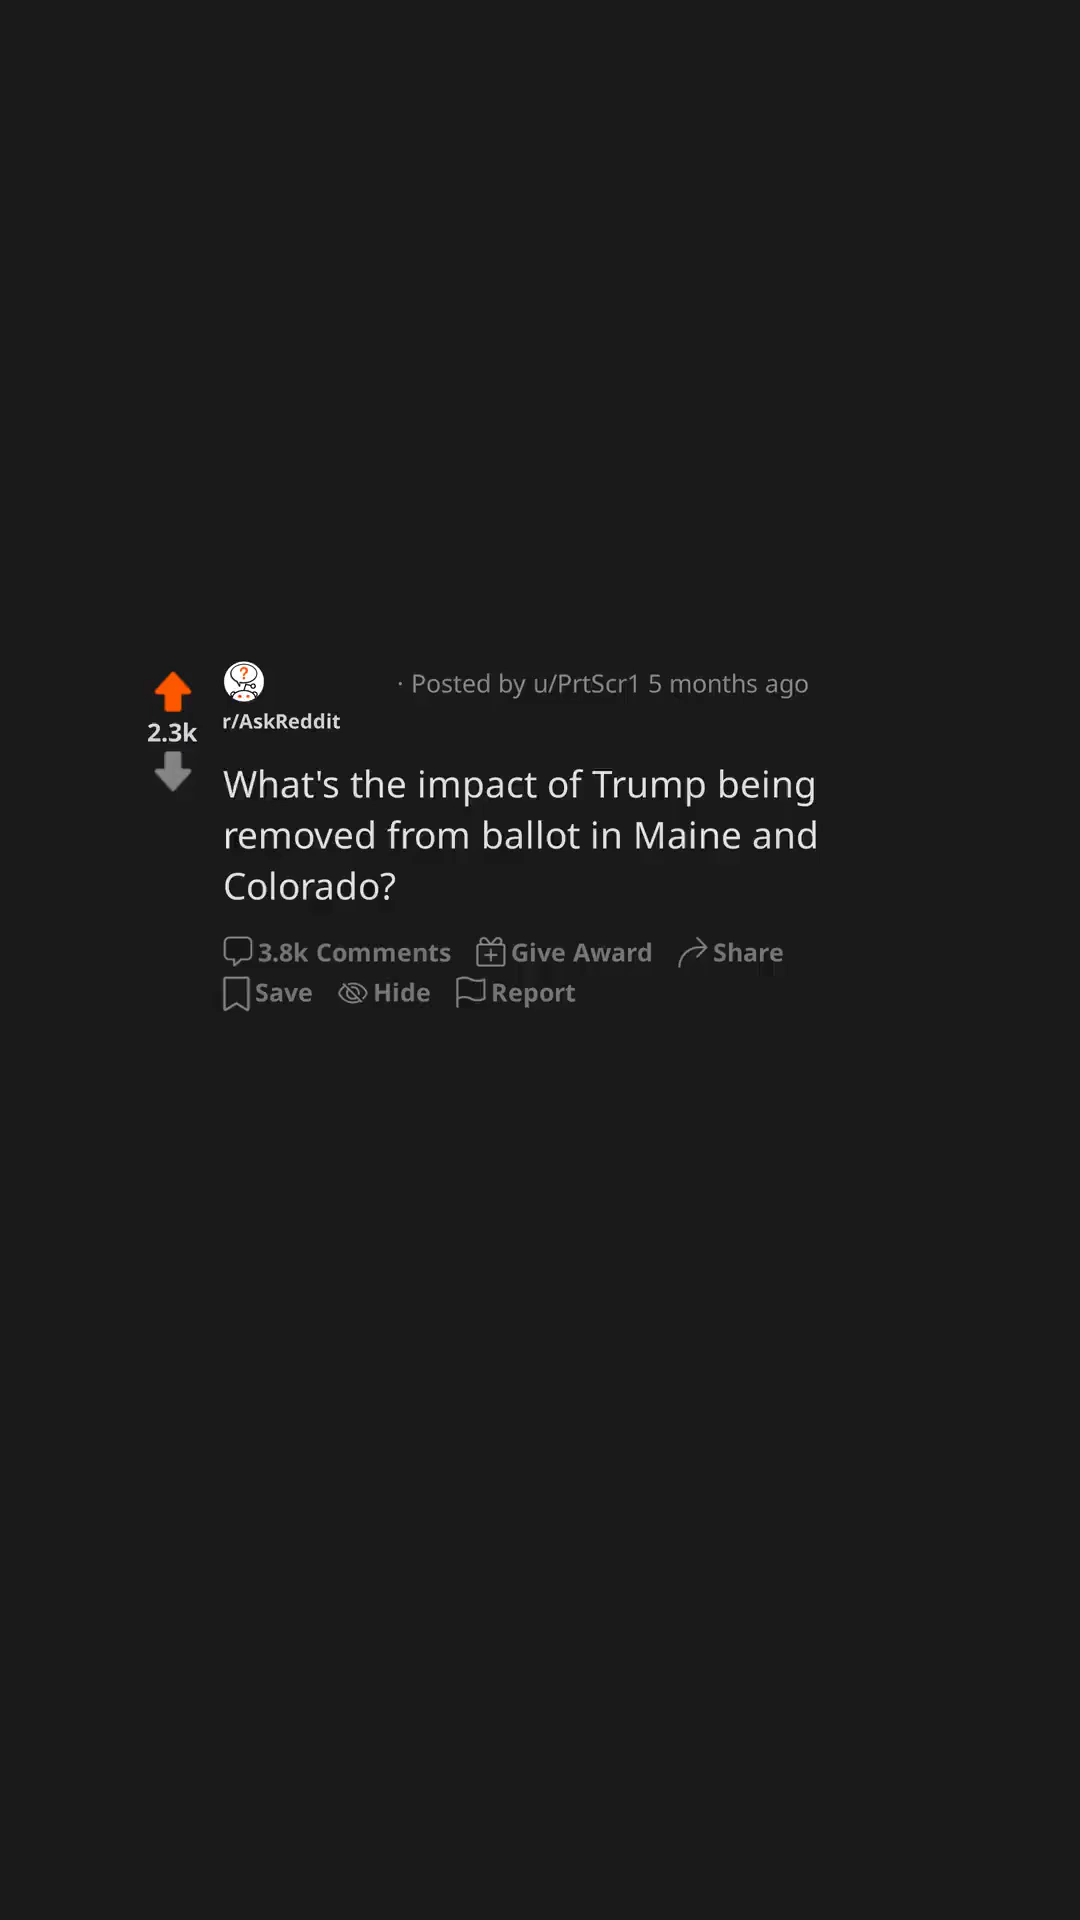 · Posted by u/PrtScr1 5 months ago
r/AskReddit
2.3k
What's the impact of Trump being
removed from ballot in Maine and
Colorado?
3.8k Comments Give Award Share
Save Hide Report